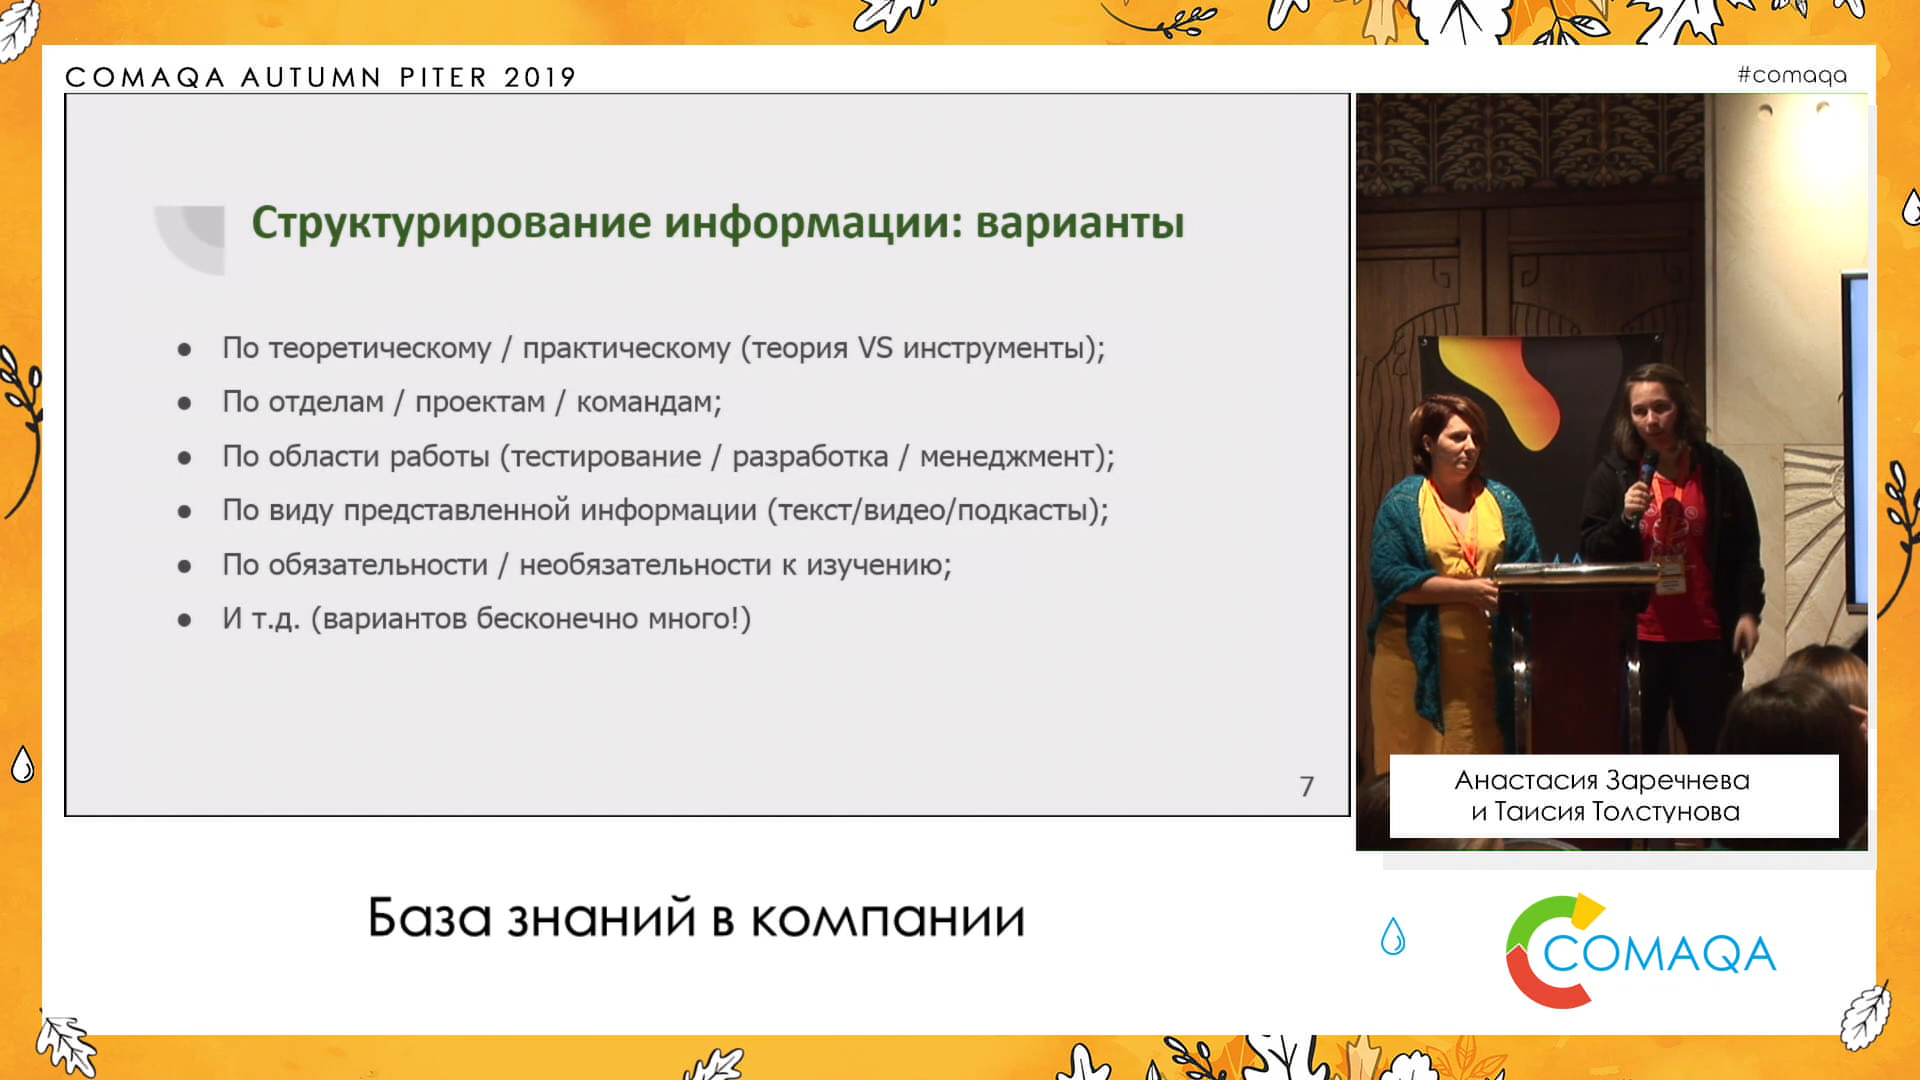 COMAQA AUTUMN PITER 2019
#comaqa
Структурирование информации: варианты
● По теоретическому / практическому (теория VS инструменты);
● По отделам / проектам / командам;
● По области работы (тестирование / разработка / менеджмент);
● По виду представленной информации (текст/видео/подкасты);
● По обязательности / необязательности к изучению;
● И т.д. (вариантов бесконечно много!)
7
Анастасия Заречнева
и Таисия Толстунова
База знаний в компании
COMAQA